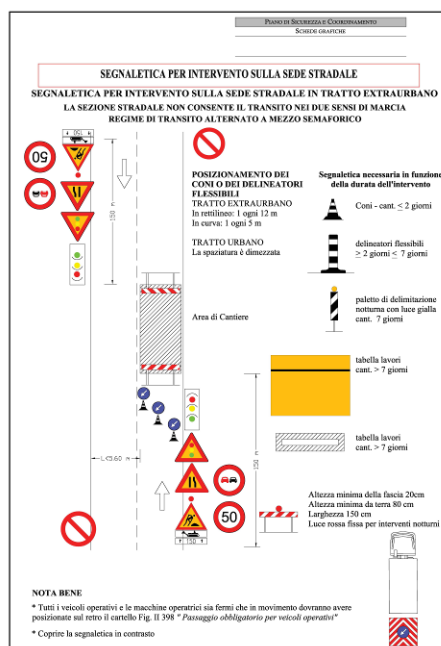 PIANO DI SICUREZZA E COORDINAMENTO
SCHEDE GRAFICHE
SEGNALETICA PER INTERVENTO SULLA SEDE STRADALE
SEGNALETICA PER INTERVENTO SULLA SEDE STRADALE IN TRATTO EXTRAURBANO
LA SEZIONE STRADALE NON CONSENTE IL TRANSITO NEI DUE SENSI DI MARCIA
REGIME DI TRANSITO ALTERNATO A MEZZO SEMAFORICO
150 m
50
150 m
POSIZIONAMENTO DEI
CONI O DEI DELINEATORI
FLESSIBILI
TRATTO EXTRAURBANO
In rettilineo: 1 ogni 12 m
In curva: 1 ogni 5 m
TRATTO URBANO
La spaziatura è dimezzata
Segnaletica necessaria in funzione
della durata dell'intervento
Coni - cant. ≤ 2 giorni
delineatori flessibili
≥ 2 giorni ≤ 7 giorni
paletto di delimitazione
notturna con luce gialla
cant. 7 giorni
Area di Cantiere
tabella lavori
cant. > 7 giorni
tabella lavori
cant. > 7 giorni
L<5.60 m
150 m
50
150 m
Altezza minima della fascia 20cm
Altezza minima da terra 80 cm
Larghezza 150 cm
Luce rossa fissa per interventi notturni
NOTA BENE
* Tutti i veicoli operativi e le macchine operatrici sia fermi che in movimento dovranno avere
posizionate sul retro il cartello Fig. II 398 " Passaggio obbligatorio per veicoli operativi"
* Coprire la segnaletica in contrasto